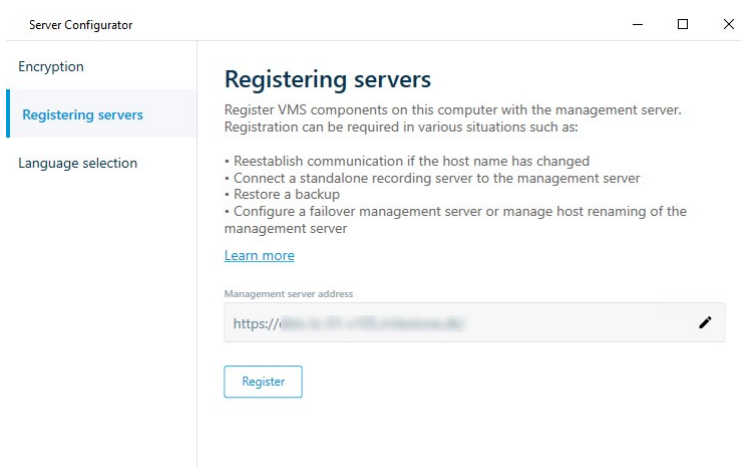 Server Configurator
Encryption
Registering servers
Language selection
Registering servers
Register VMS components on this computer with the management server.
Registration can be required in various situations such as:
• Reestablish communication if the host name has changed
• Connect a standalone recording server to the management server
• Restore a backup
• Configure a failover management server or manage host renaming of the
management server
Learn more
Management server address
https://
Register